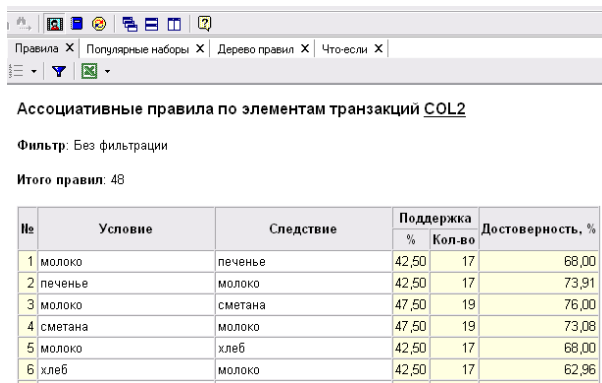 Правила X Популярные наборы X Дерево правил X Что-если X
Ассоциативные правила по элементам транзакций COL2
Фильтр: Без фильтрации
Итого правил: 48
№ Условие Следствие Поддержка Достоверность, %
% Кол-во
1 молоко печенье 42,50 17 68,00
2 печенье молоко 42,50 17 73,91
3 молоко сметана 47,50 19 76,00
4 сметана молоко 47,50 19 73,08
5 молоко хлеб 42,50 17 68,00
6 хлеб молоко 42,50 17 62,96